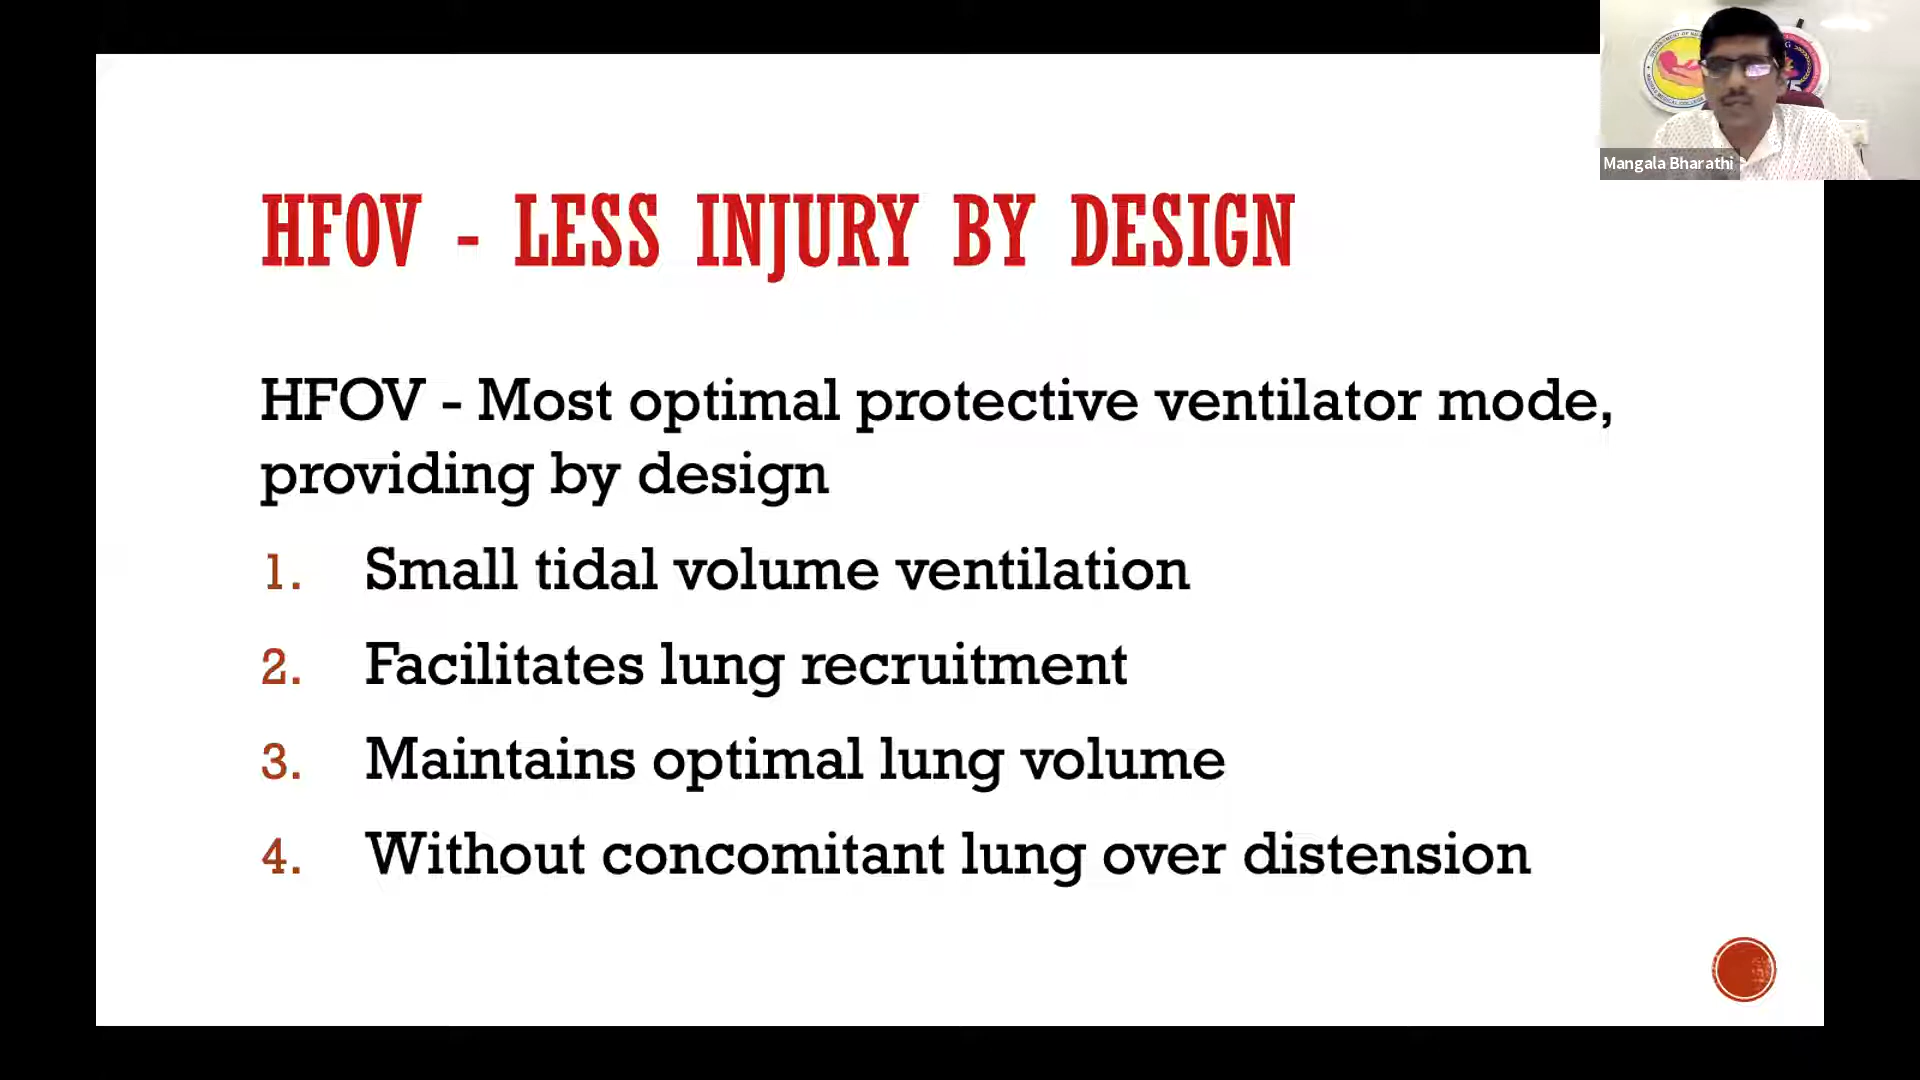 HFOV - LESS INJURY BY DESIGN
HFOV - Most optimal protective ventilator mode,
providing by design
1. Small tidal volume ventilation
2. Facilitates lung recruitment
3. Maintains optimal lung volume
4. Without concomitant lung over distension
Mangala Bharathi